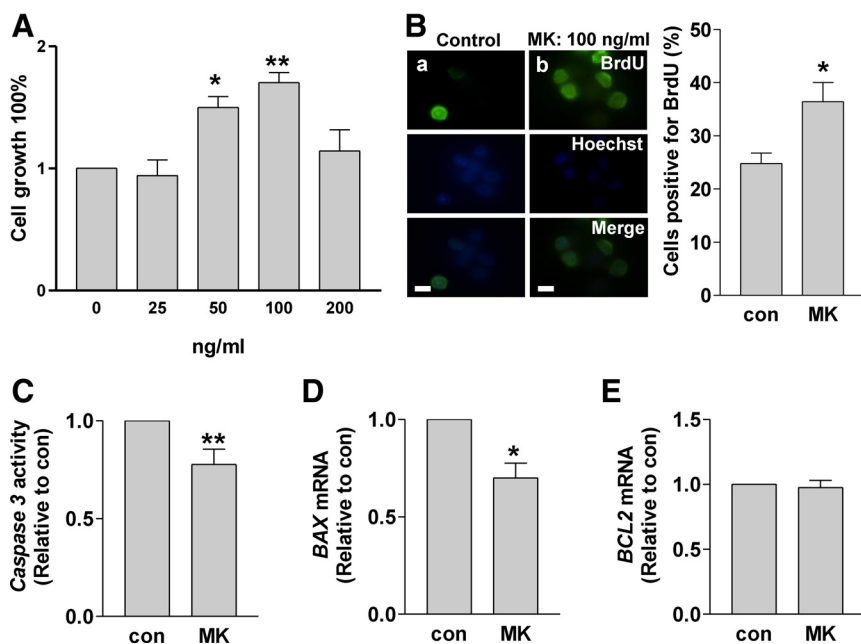 A
Cell growth 100%
2
1
0
*
**
0 25 50 100 200
ng/ml
B
Control MK: 100 ng/ml
a b BrdU
Hoechst
Merge
Cells positive for BrdU (%)
50
40
30
20
10
0
*
con MK
C
Caspase 3 activity
(Relative to con)
1.0
0.5
0.0
**
con MK
D
BAX mRNA
(Relative to con)
1.0
0.5
0.0
*
con MK
E
BCL2 mRNA
(Relative to con)
1.5
1.0
0.5
0.0
con MK